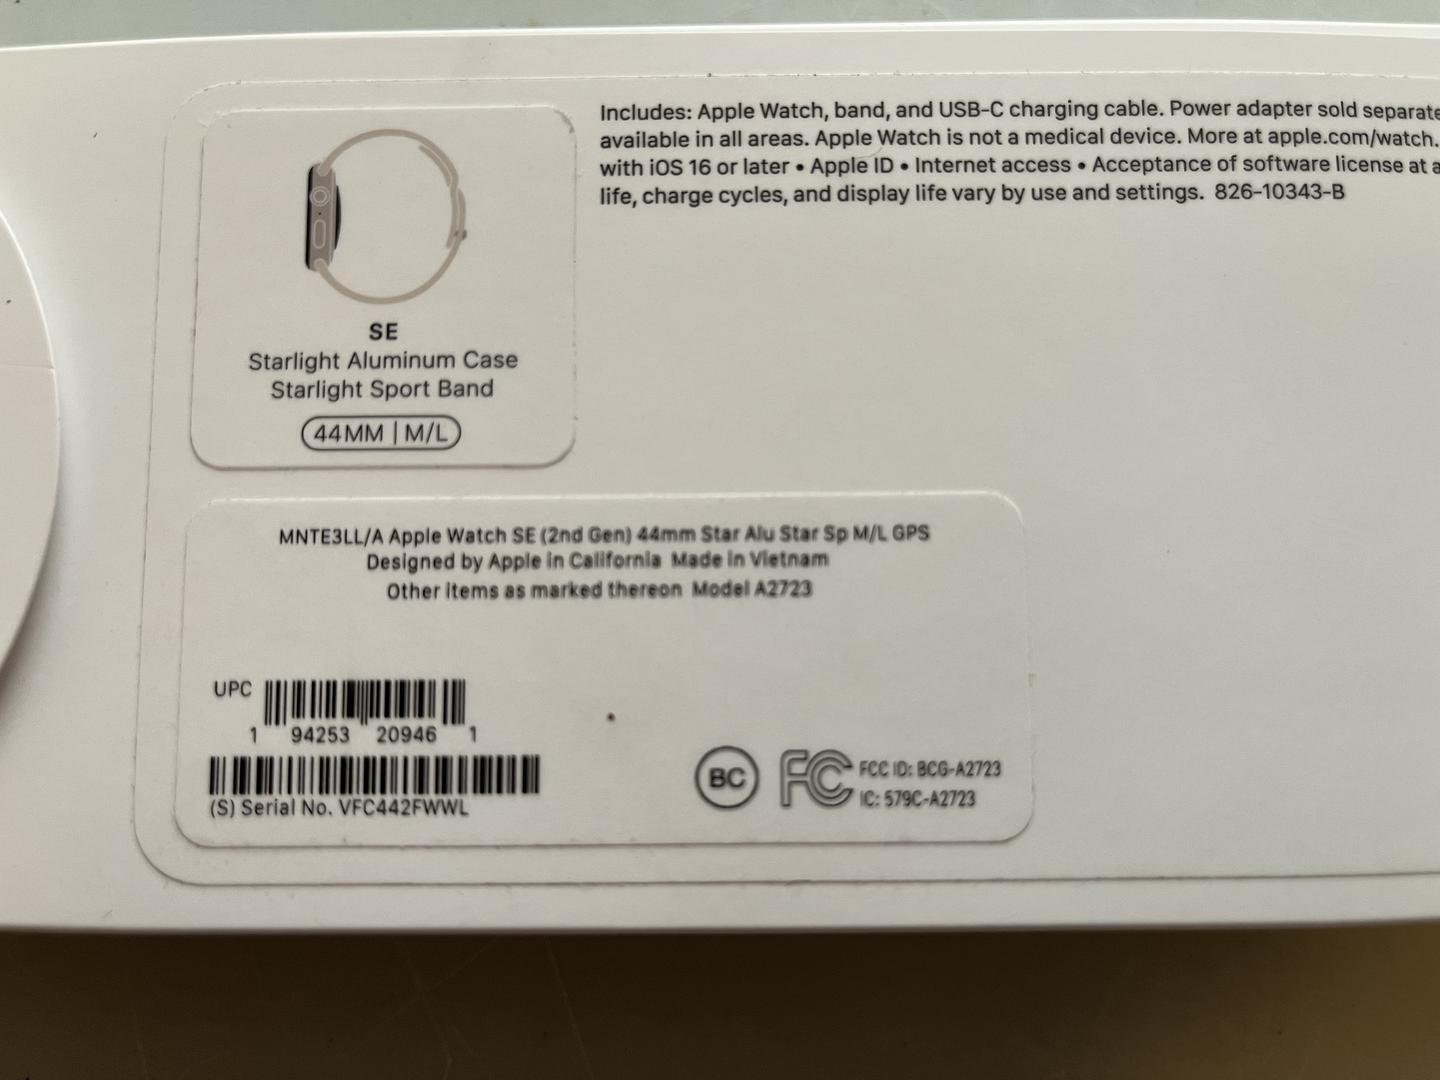 Includes: Apple Watch, band, and USB-C charging cable. Power adapter sold separate
available in all areas. Apple Watch is not a medical device. More at apple.com/watch.
with iOS 16 or later • Apple ID • Internet access • Acceptance of software license at a
life, charge cycles, and display life vary by use and settings. 826-10343-B
SE
Starlight Aluminum Case
Starlight Sport Band
44MM | M/L
MNTE3LL/A Apple Watch SE (2nd Gen) 44mm Star Alu Star Sp M/L GPS
Designed by Apple in California Made in Vietnam
Other items as marked thereon Model A2723
UPC
1 94253 20946 1
(S) Serial No. VFC442FWWL
BC
FC
FCC ID: BCG-A2723
IC: 579C-A2723